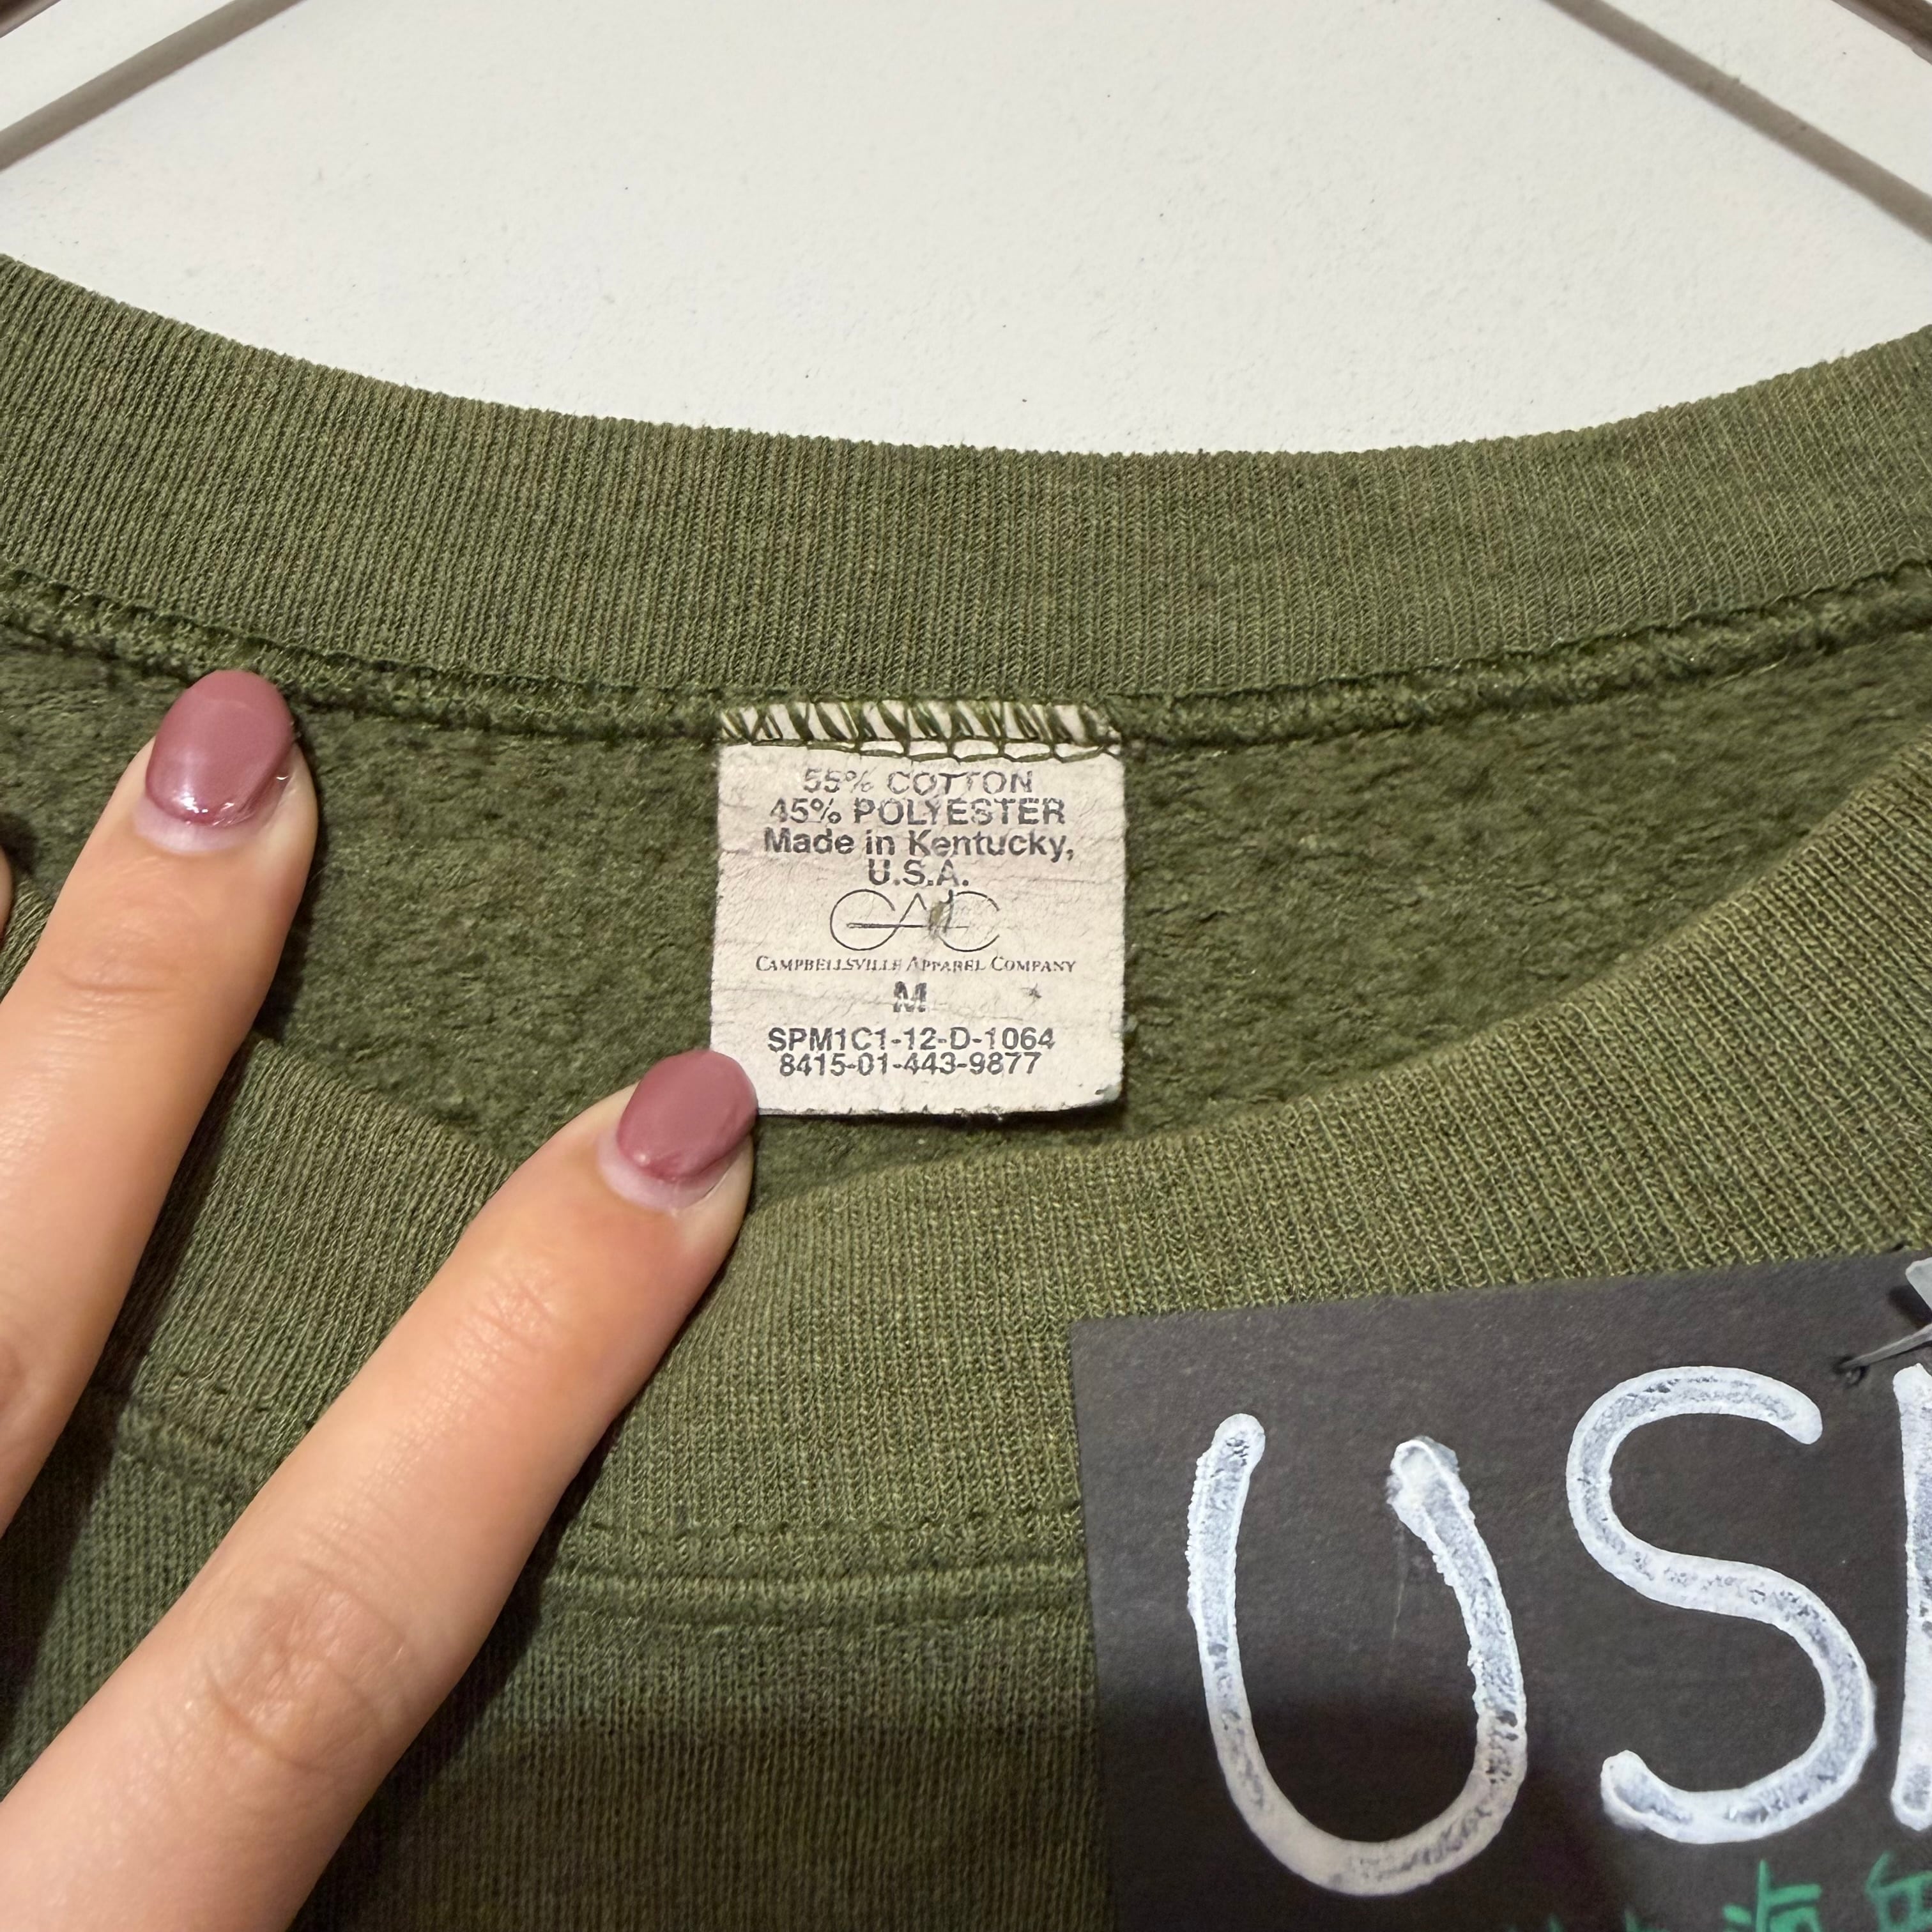 55% COTTON
45% POLYESTER
Made in Kentucky,
U.S.A.
CAC
CAMPBELLSVILLE APPAREL COMPANY
M
SPM1C1-12-D-1064
8415-01-443-9877
US
海